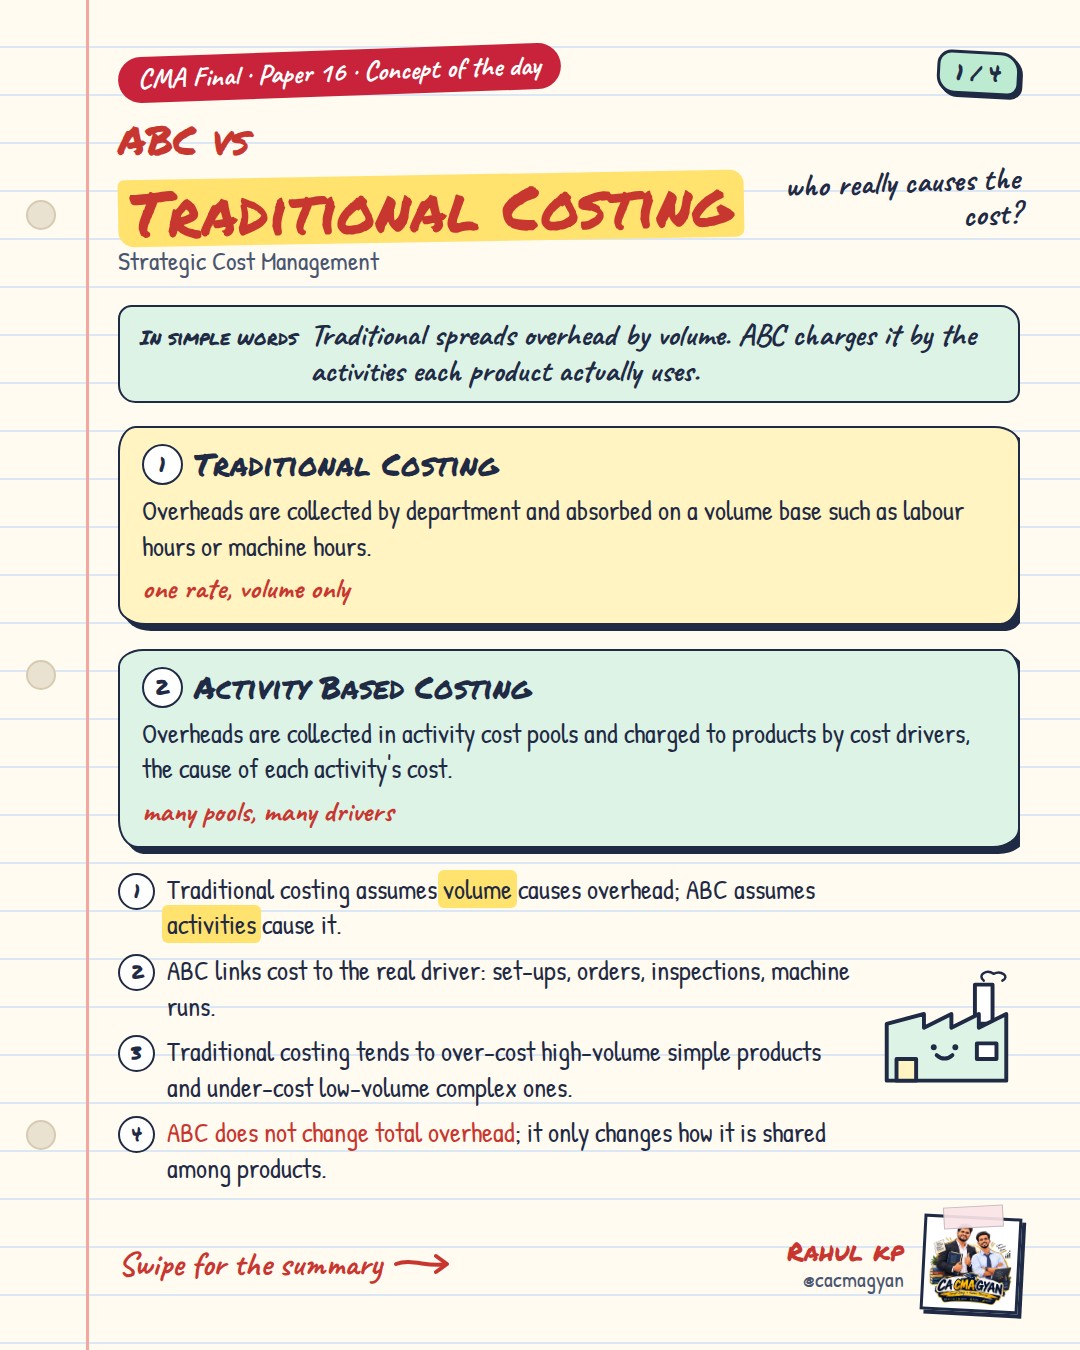 CMA Final · Paper 16 · Concept of the day
1 / 4
ABC vs
Traditional Costing
who really causes the
cost?
Strategic Cost Management
In simple words Traditional spreads overhead by volume. ABC charges it by the
activities each product actually uses.
1 Traditional Costing
Overheads are collected by department and absorbed on a volume base such as labour
hours or machine hours.
one rate, volume only
2 Activity Based Costing
Overheads are collected in activity cost pools and charged to products by cost drivers,
the cause of each activity's cost.
many pools, many drivers
1 Traditional costing assumes volume causes overhead; ABC assumes
activities cause it.
2 ABC links cost to the real driver: set-ups, orders, inspections, machine
runs.
3 Traditional costing tends to over-cost high-volume simple products
and under-cost low-volume complex ones.
4 ABC does not change total overhead; it only changes how it is shared
among products.
Swipe for the summary
Rahul KP
@cacmagyan
CA CMA GYAN